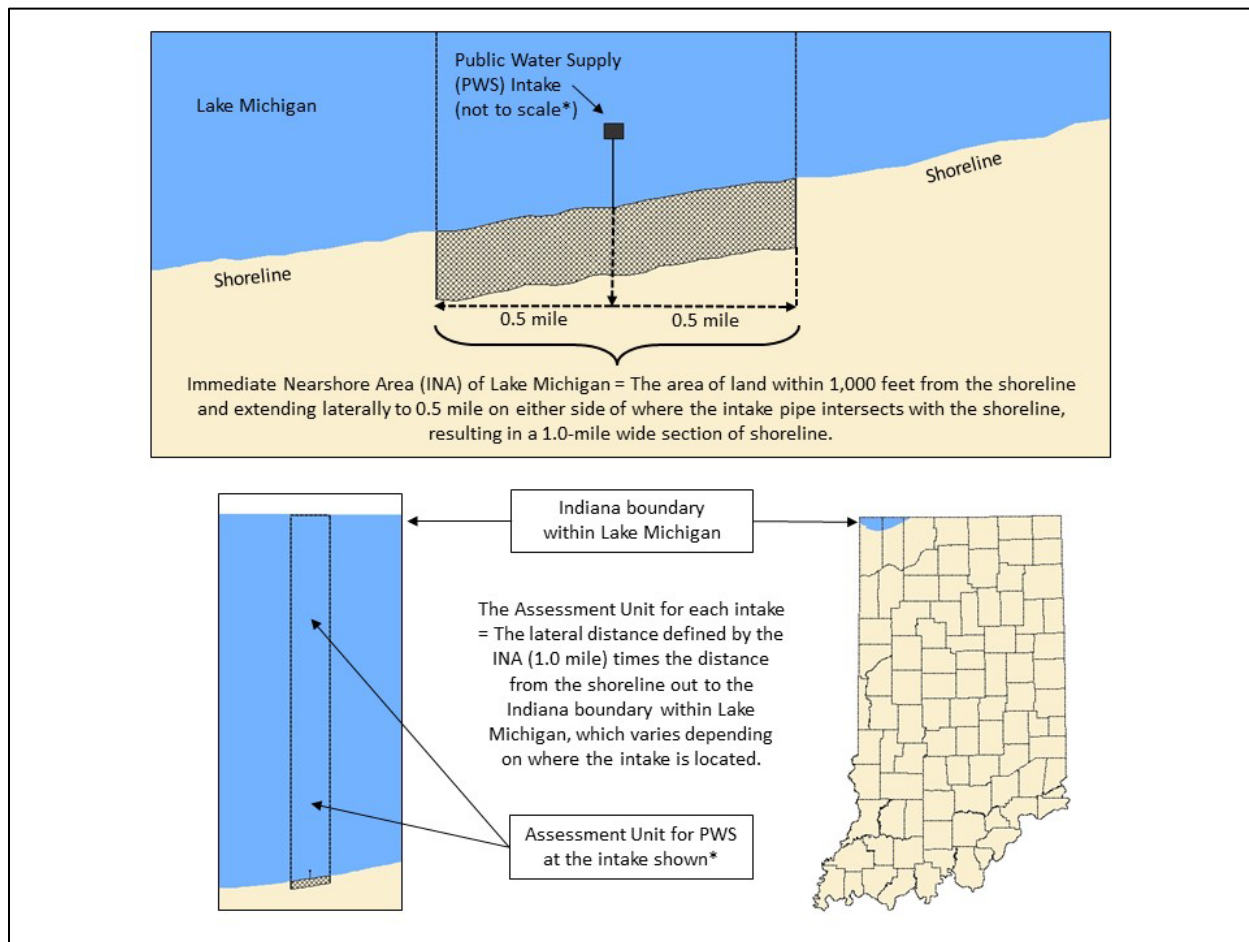 Public Water Supply
(PWS) Intake
(not to scale*)
Lake Michigan
Shoreline
Shoreline
0.5 mile
0.5 mile
Immediate Nearshore Area (INA) of Lake Michigan = The area of land within 1,000 feet from the shoreline
and extending laterally to 0.5 mile on either side of where the intake pipe intersects with the shoreline,
resulting in a 1.0-mile wide section of shoreline.
Indiana boundary
within Lake Michigan
The Assessment Unit for each intake
= The lateral distance defined by the
INA (1.0 mile) times the distance
from the shoreline out to the
Indiana boundary within Lake
Michigan, which varies depending
on where the intake is located.
Assessment Unit for PWS
at the intake shown*